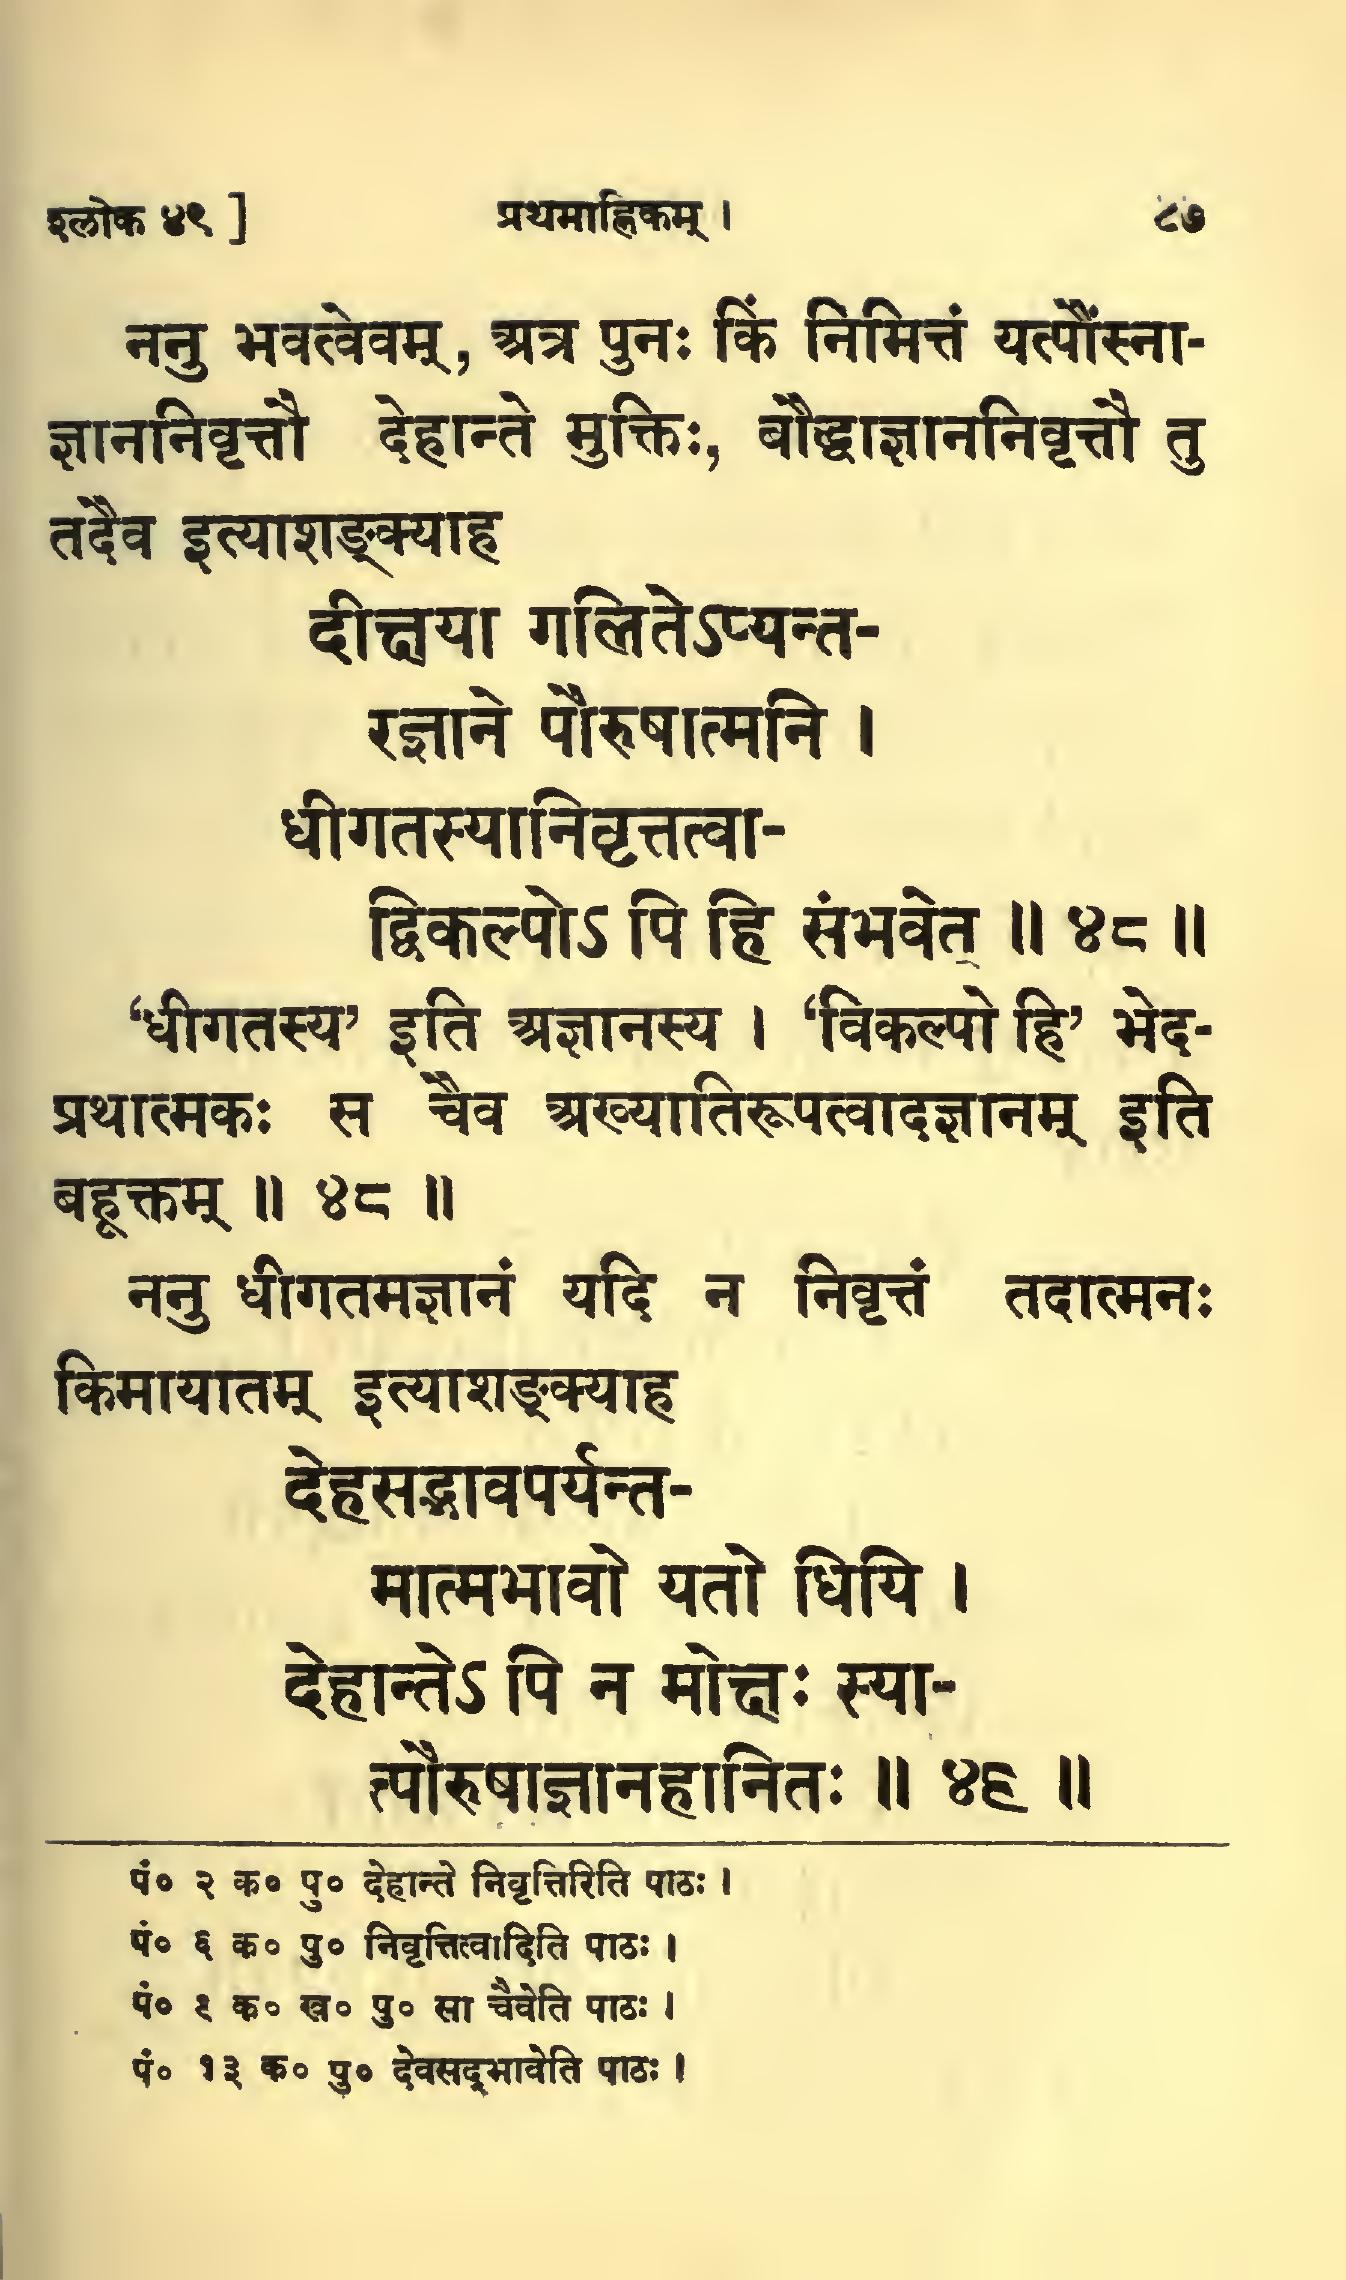 श्लोक ४९ ] प्रथमाह्निकम् । ८७
ननु भवत्वेवम्, अत्र पुनः किं निमित्तं यत्पौंस्ना-
ज्ञाननिवृत्तौ देहान्ते मुक्तिः, बौद्धाज्ञाननिवृत्तौ तु
तदैव इत्याशङ्क्याह
दीक्षया गलितेऽप्यन्त-
रज्ञाने पौरुषात्मनि ।
धीगतस्यानिवृत्तत्वा-
द्विकल्पोऽपि हि संभवेत् ॥ ४८ ॥
‘धीगतस्य’ इति अज्ञानस्य । ‘विकल्पो हि’ भेद-
प्रथात्मकः स चैव अख्यातिरूपत्वादज्ञानम् इति
बहूक्तम् ॥ ४८ ॥
ननु धीगतमज्ञानं यदि न निवृत्तं तदात्मनः
किमायातम् इत्याशङ्क्याह
देहसद्भावपर्यन्त-
मात्मभावो यतो धियि ।
देहान्तेऽपि न मोक्षः स्या-
त्पौरुषाज्ञानहानितः ॥ ४९ ॥
पं० २ क० पु० देहान्ते निवृत्तिरिति पाठः ।
पं० ६ क० पु० निवृत्तित्वादिति पाठः ।
पं० ९ क० ख० पु० सा चैवेति पाठः ।
पं० १३ क० पु० देवसद्भावेति पाठः ।